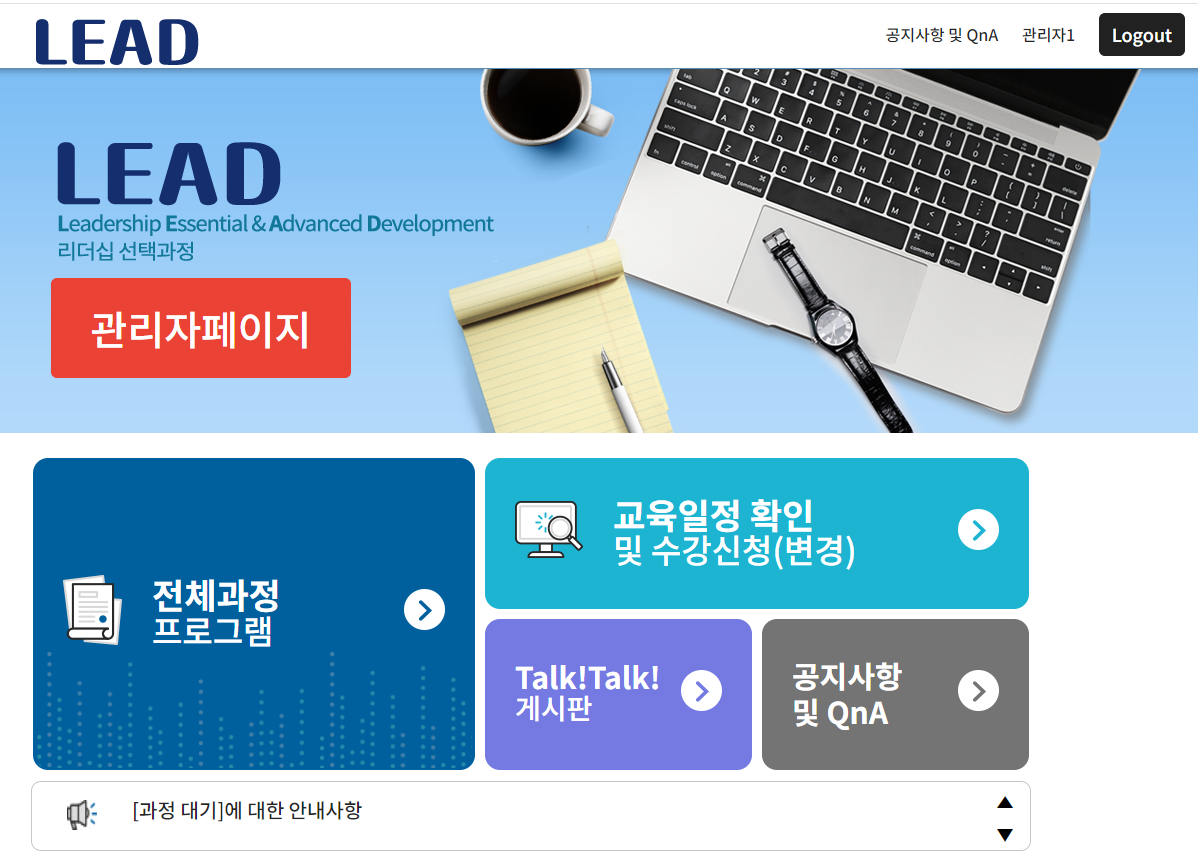 LEAD
공지사항 및 QnA
관리자1
Logout
LEAD
Leadership Essential & Advanced Development
리더십 선택과정
관리자페이지
전체과정
프로그램
교육일정 확인
및 수강신청(변경)
Talk!Talk!
게시판
공지사항
및 QnA
[과정 대기]에 대한 안내사항